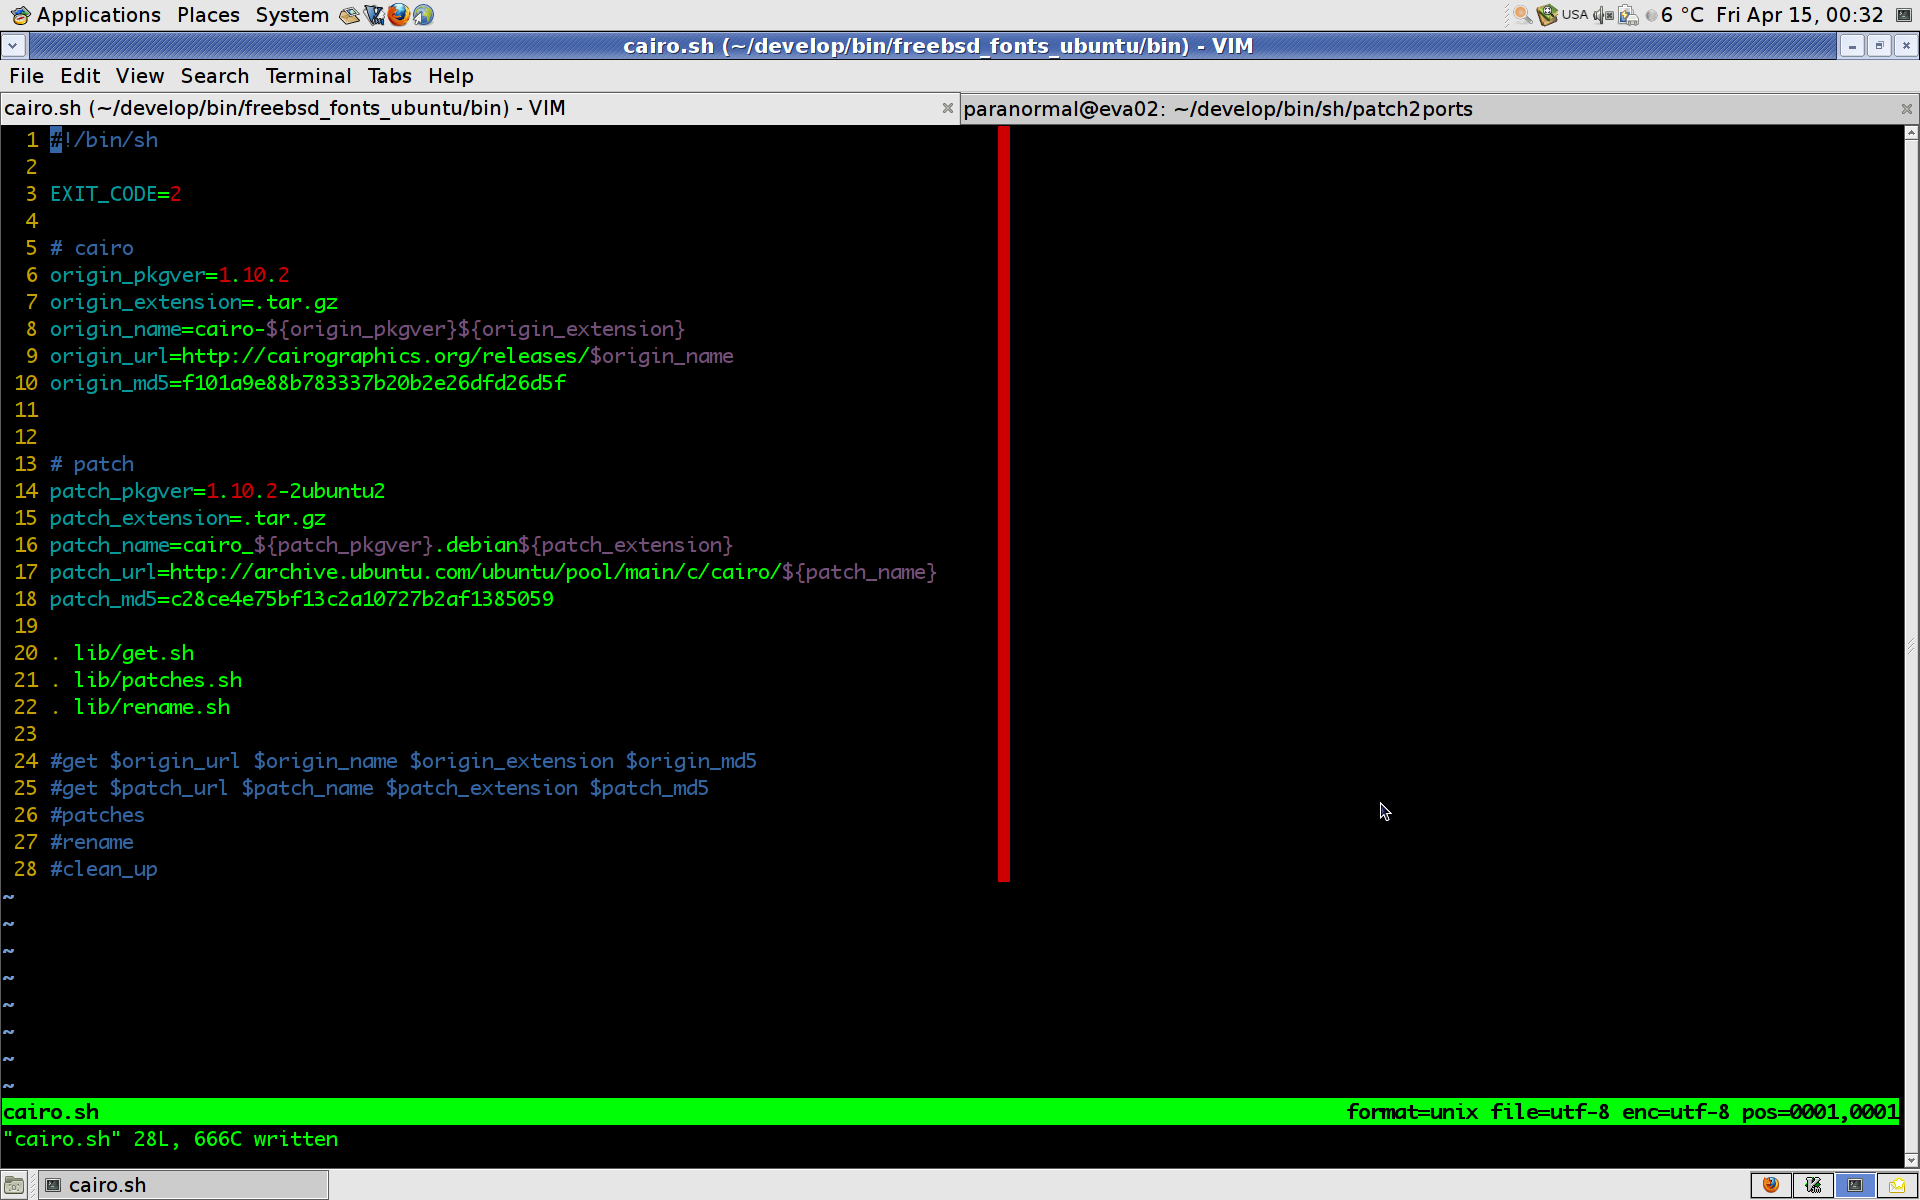 Applications Places System USA 6 °C Fri Apr 15, 00:32
cairo.sh (~/develop/bin/freebsd_fonts_ubuntu/bin) - VIM
File Edit View Search Terminal Tabs Help
cairo.sh (~/develop/bin/freebsd_fonts_ubuntu/bin) - VIM paranormal@eva02: ~/develop/bin/sh/patch2ports
1 #!/bin/sh
2
3 EXIT_CODE=2
4
5 # cairo
6 origin_pkgver=1.10.2
7 origin_extension=.tar.gz
8 origin_name=cairo-${origin_pkgver}${origin_extension}
9 origin_url=http://cairographics.org/releases/$origin_name
10 origin_md5=f101a9e88b783337b20b2e26dfd26d5f
11
12
13 # patch
14 patch_pkgver=1.10.2-2ubuntu2
15 patch_extension=.tar.gz
16 patch_name=cairo_${patch_pkgver}.debian${patch_extension}
17 patch_url=http://archive.ubuntu.com/ubuntu/pool/main/c/cairo/${patch_name}
18 patch_md5=c28ce4e75bf13c2a10727b2af1385059
19
20 . lib/get.sh
21 . lib/patches.sh
22 . lib/rename.sh
23
24 #get $origin_url $origin_name $origin_extension $origin_md5
25 #get $patch_url $patch_name $patch_extension $patch_md5
26 #patches
27 #rename
28 #clean_up
~
~
~
~
~
~
~
~
cairo.sh format=unix file=utf-8 enc=utf-8 pos=0001,0001
"cairo.sh" 28L, 666C written
cairo.sh